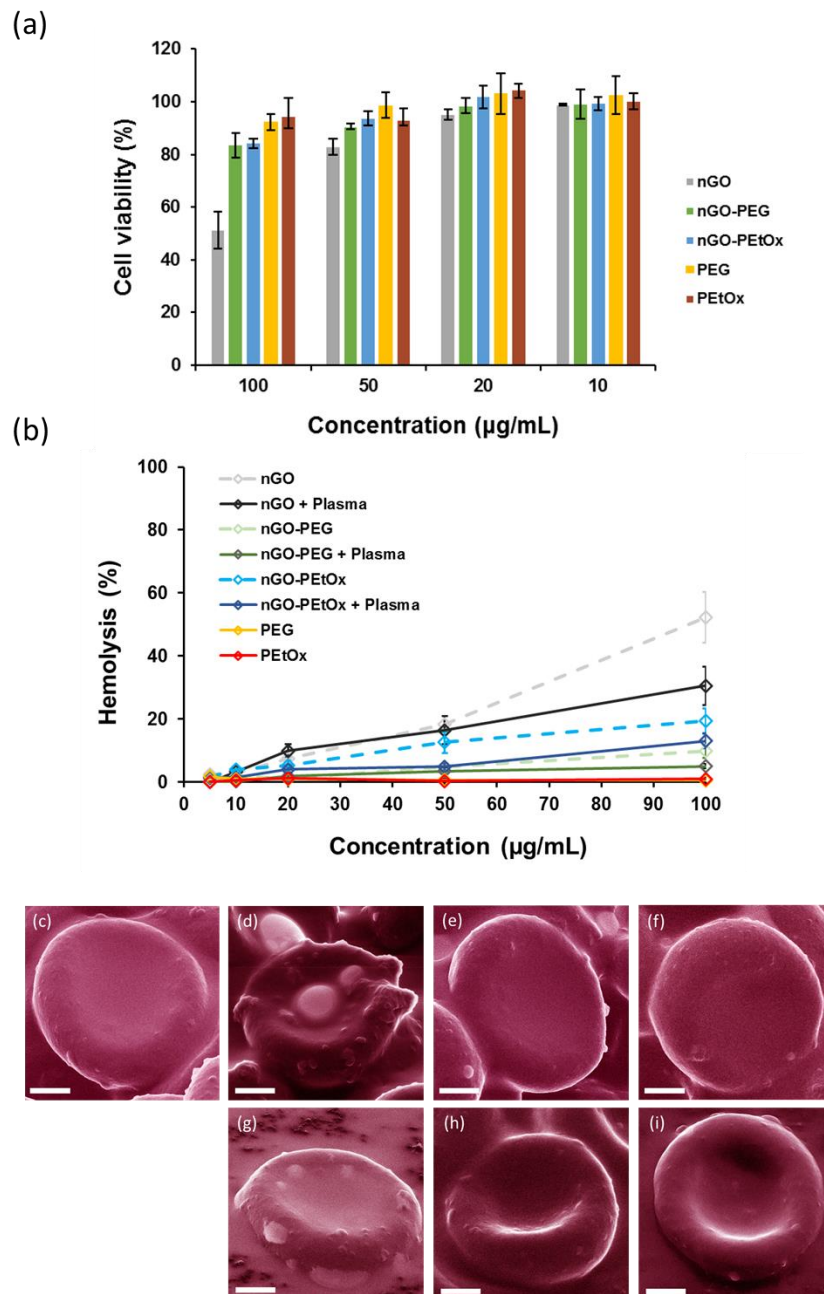 (a)
120
100
80
60
40
20
0
Cell viability (%)
100 50 20 10
Concentration (µg/mL)
nGO
nGO-PEG
nGO-PEtOx
PEG
PEtOx
(b)
100
80
60
40
20
0
Hemolysis (%)
nGO
nGO + Plasma
nGO-PEG
nGO-PEG + Plasma
nGO-PEtOx
nGO-PEtOx + Plasma
PEG
PEtOx
0 10 20 30 40 50 60 70 80 90 100
Concentration (µg/mL)
(c) (d) (e) (f)
(g) (h) (i)